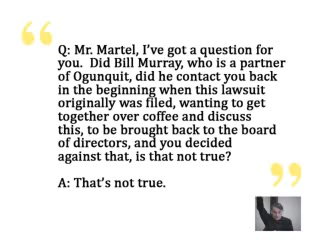 Q: Mr. Martel, I've got a question for
you.  Did Bill Murray, who is a partner
of Ogunquit, did he contact you back
in the beginning when this lawsuit
originally was filed, wanting to get
together over coffee and discuss
this, to be brought back to the board
of directors, and you decided
against that, is that not true?
A: That's not true.